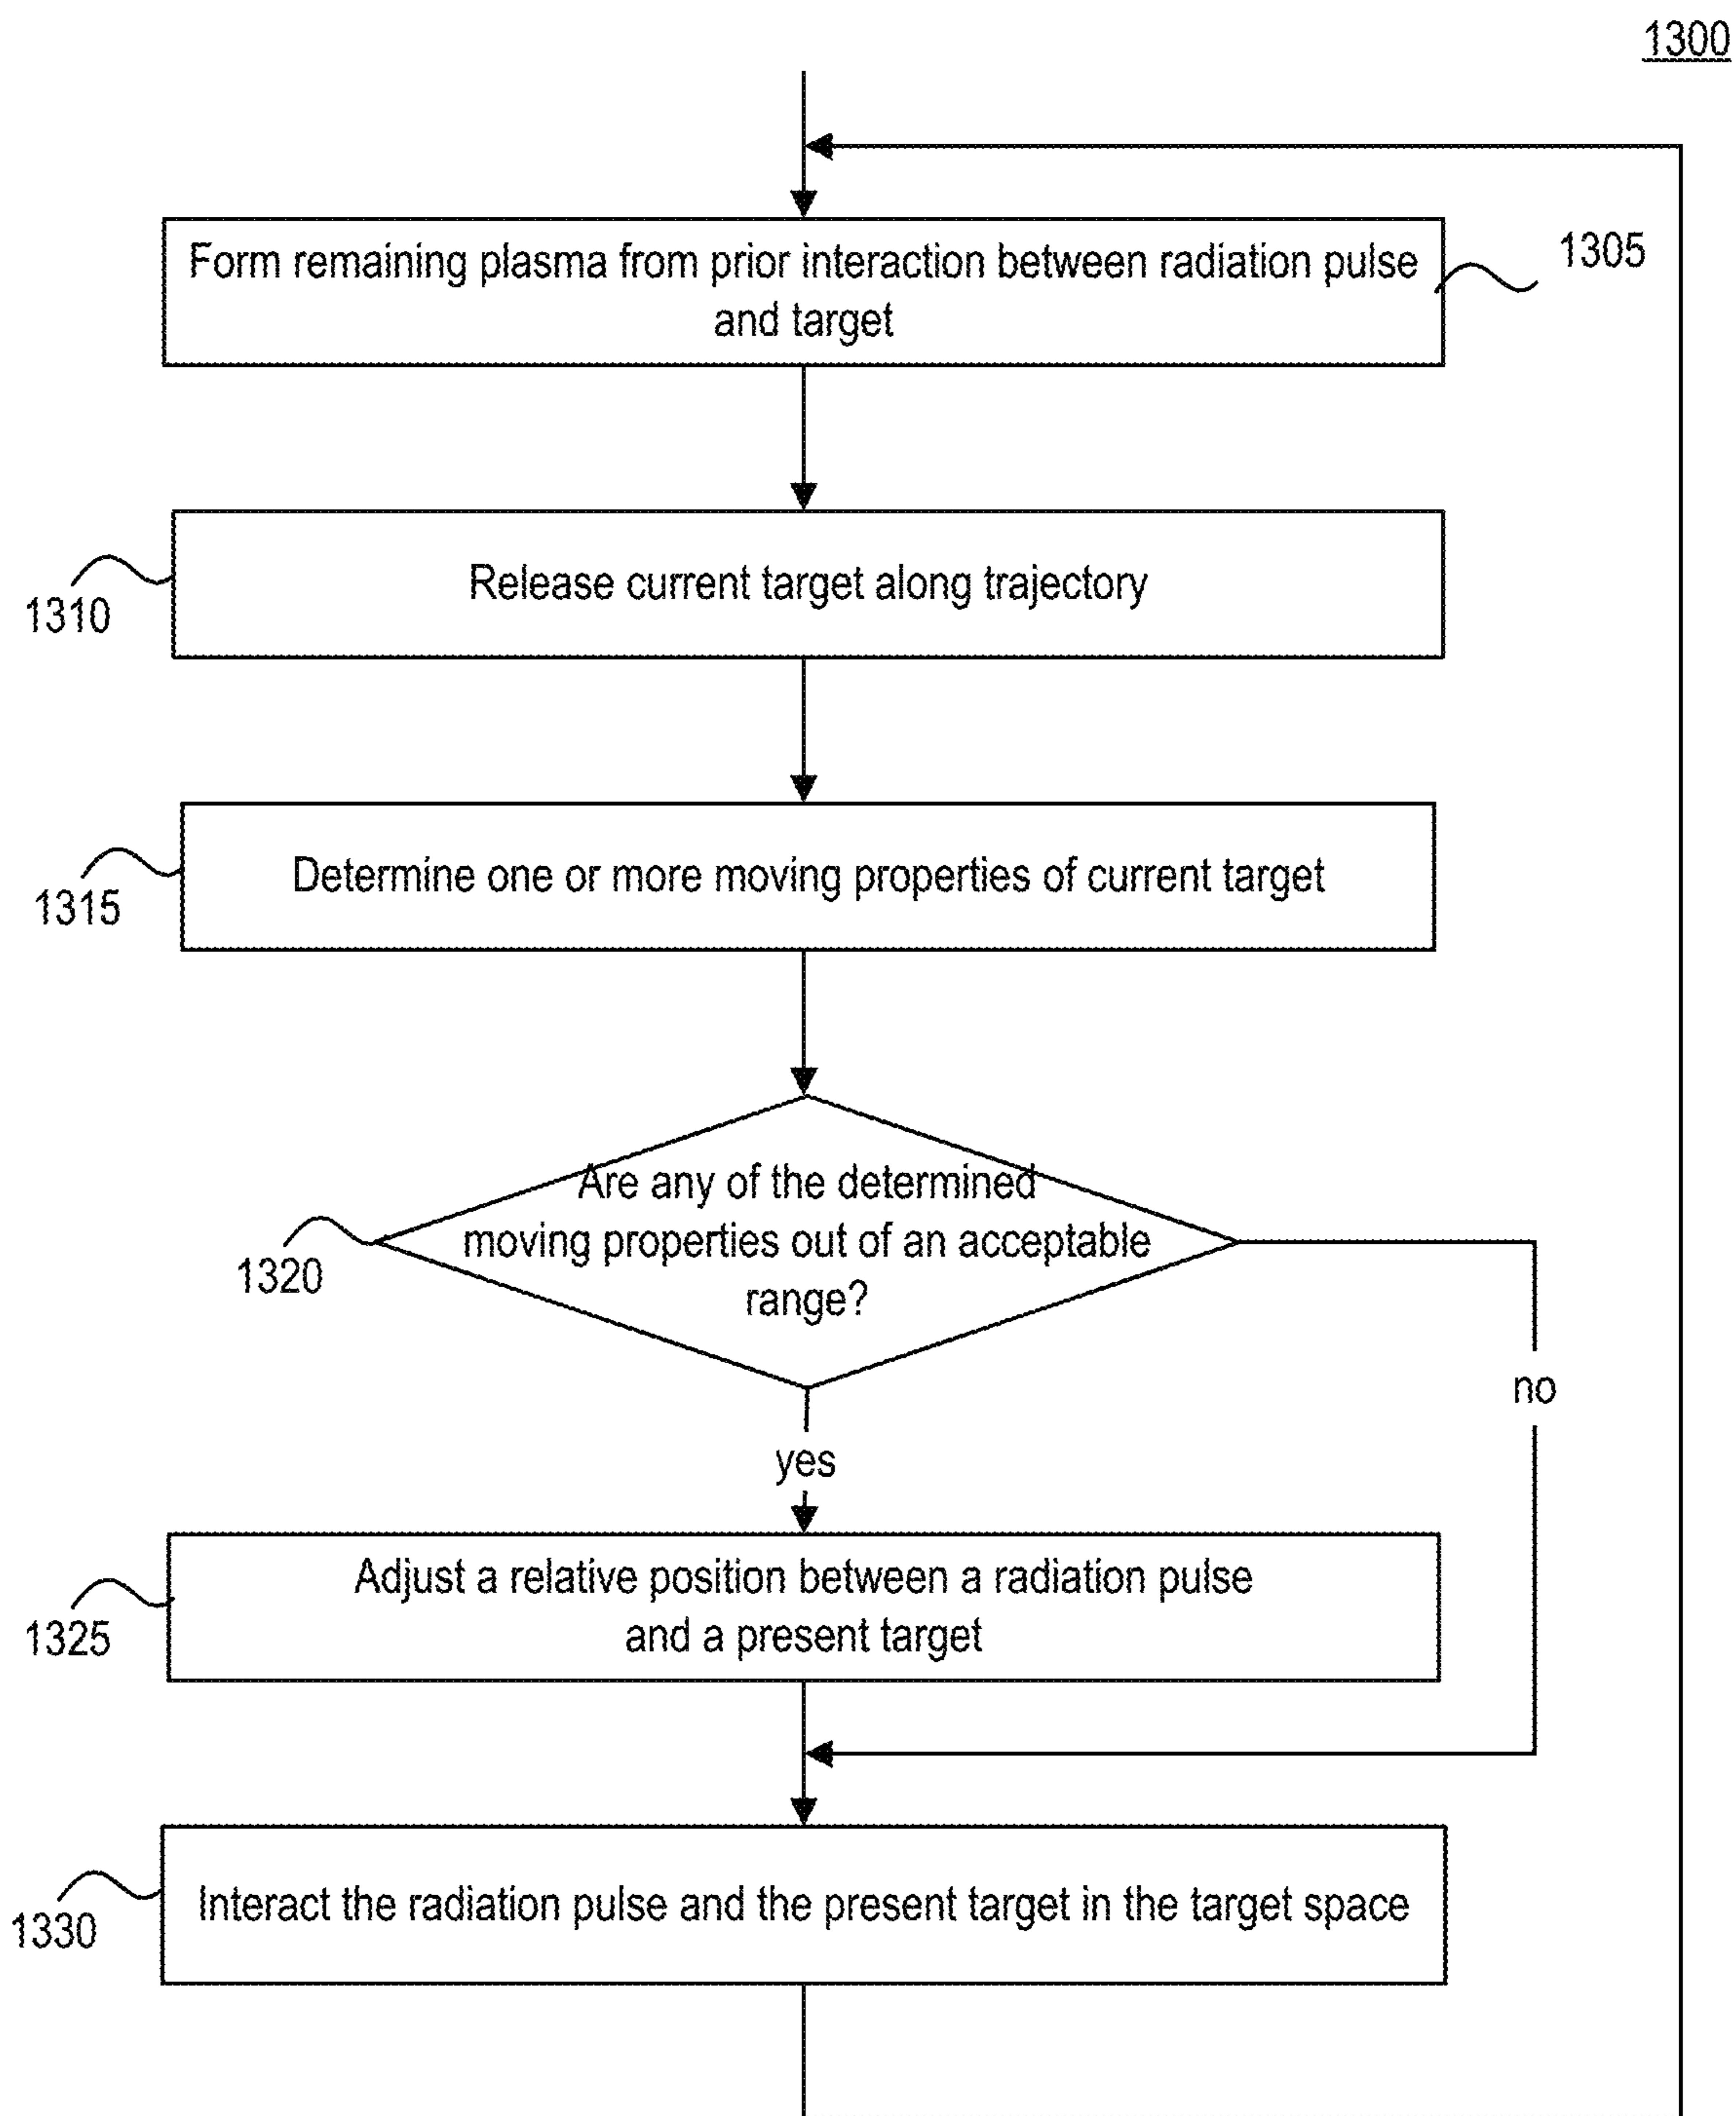 1300
Form remaining plasma from prior interaction between radiation pulse
and target
1305
Release current target along trajectory
1310
Determine one or more moving properties of current target
1315
Are any of the determined
moving properties out of an acceptable
range?
1320
no
yes
Adjust a relative position between a radiation pulse
and a present target
1325
Interact the radiation pulse and the present target in the target space
1330